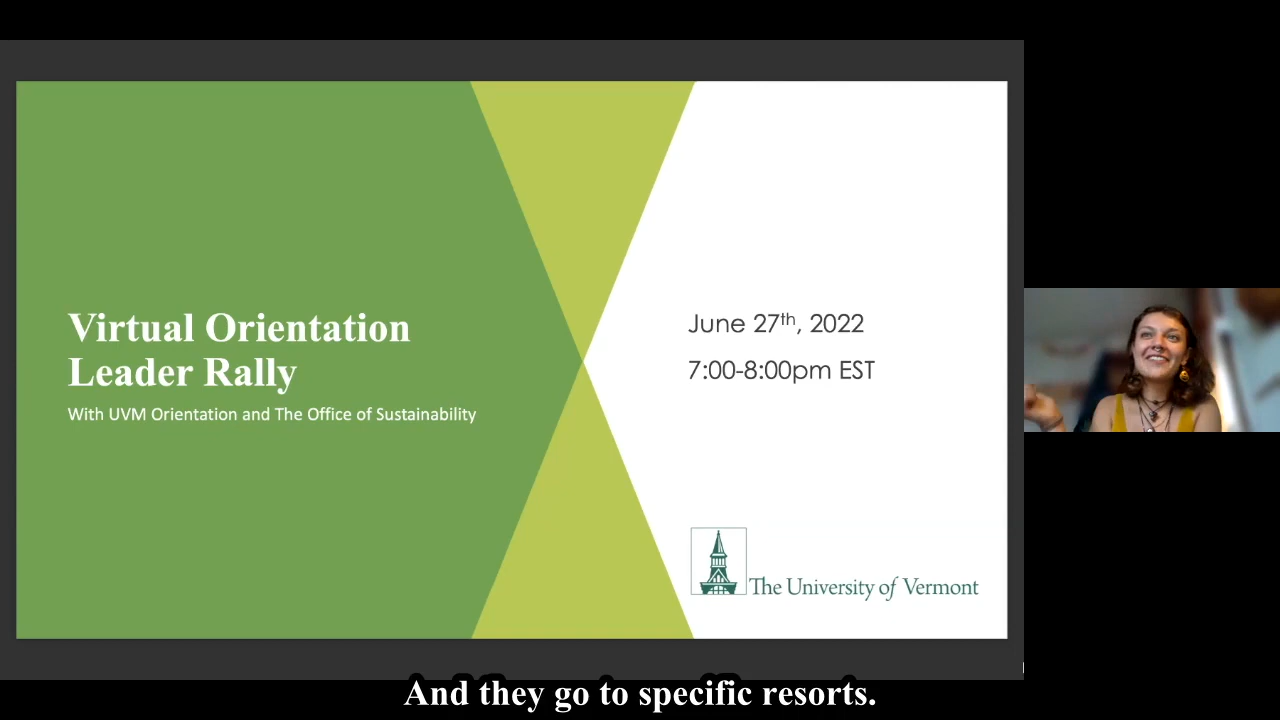 Virtual Orientation
Leader Rally
With UVM Orientation and The Office of Sustainability
June 27th, 2022
7:00-8:00pm EST
The University of Vermont
And they go to specific resorts.